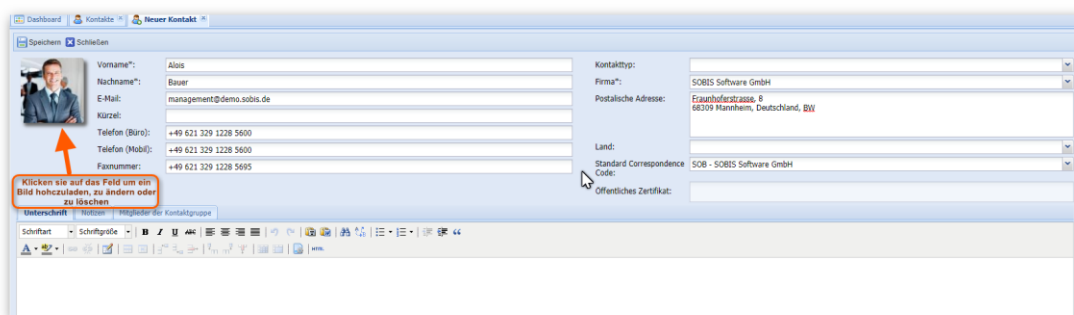 Dashboard Kontakte Neuer Kontakt
Speichern Schließen
Vorname*: Alois
Nachname*: Bauer
E-Mail: management@demo.sobis.de
Kürzel:
Telefon (Büro): +49 621 329 1228 5600
Telefon (Mobil): +49 621 329 1228 5600
Faxnummer: +49 621 329 1228 5695
Kontakttyp:
Firma*: SOBIS Software GmbH
Postalische Adresse: Fraunhoferstrasse, 8
68309 Mannheim, Deutschland, BW
Land:
Standard Correspondence Code: SOB - SOBIS Software GmbH
Öffentliches Zertifikat:
Klicken sie auf das Feld um ein
Bild hohczuladen, zu ändern oder
zu löschen
Unterschrift Notizen Mitglieder der Kontaktgruppe
Schriftart Schriftgröße B I U ABC
A HTML